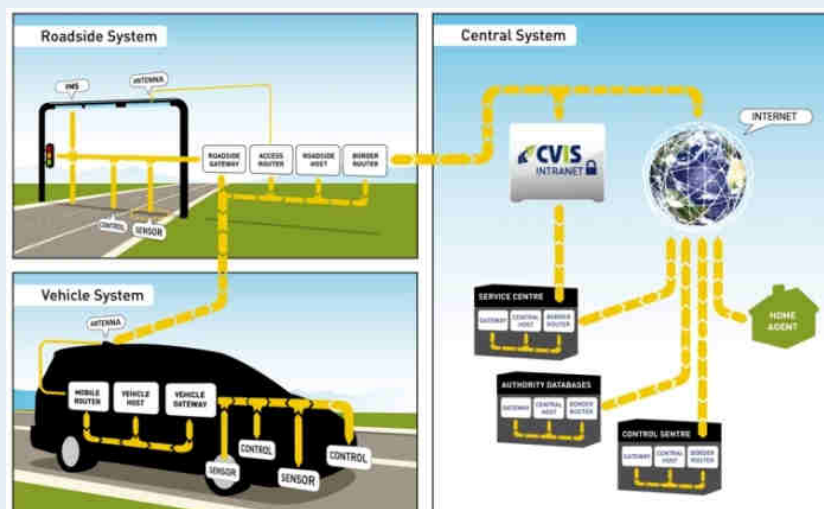 Roadside System
VMS
ANTENNA
ROADSIDE
GATEWAY
ACCESS
ROUTER
ROADSIDE
HOST
BORDER
ROUTER
CONTROL
SENSOR
Vehicle System
ANTENNA
MOBILE
ROUTER
VEHICLE
HOST
VEHICLE
GATEWAY
SENSOR
CONTROL
SENSOR
CONTROL
Central System
CVIS
INTRANET
INTERNET
SERVICE CENTRE
GATEWAY
CENTRAL
HOST
BORDER
ROUTER
HOME
AGENT
AUTHORITY DATABASES
GATEWAY
CENTRAL
HOST
BORDER
ROUTER
CONTROL SENTRE
GATEWAY
CENTRAL
HOST
BORDER
ROUTER